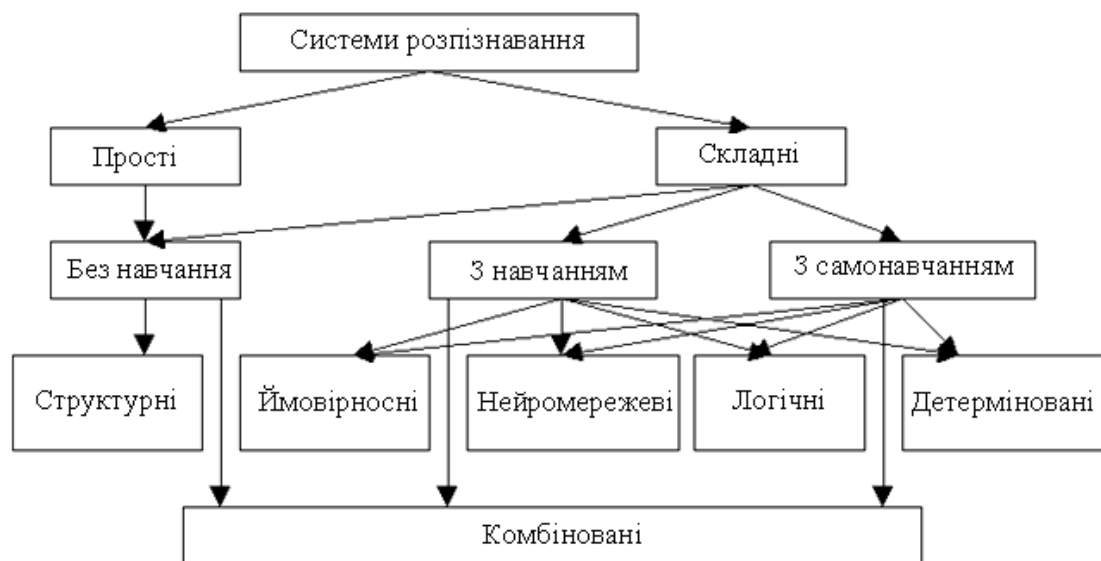 Системи розпізнавання
Прості
Складні
Без навчання
З навчанням
З самонавчанням
Структурні
Ймовірносні
Нейромережеві
Логічні
Детерміновані
Комбіновані